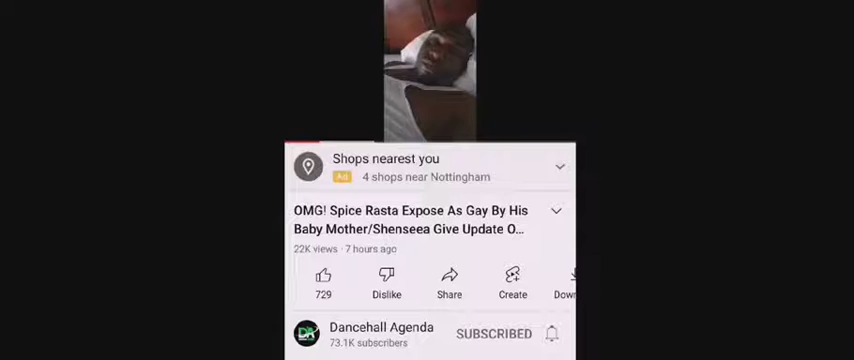 Shops nearest you
Ad 4 shops near Nottingham
OMG! Spice Rasta Expose As Gay By His
Baby Mother/Shenseea Give Update O...
22K views · 7 hours ago
729 Dislike Share Create Down
Dancehall Agenda SUBSCRIBED
73.1K subscribers